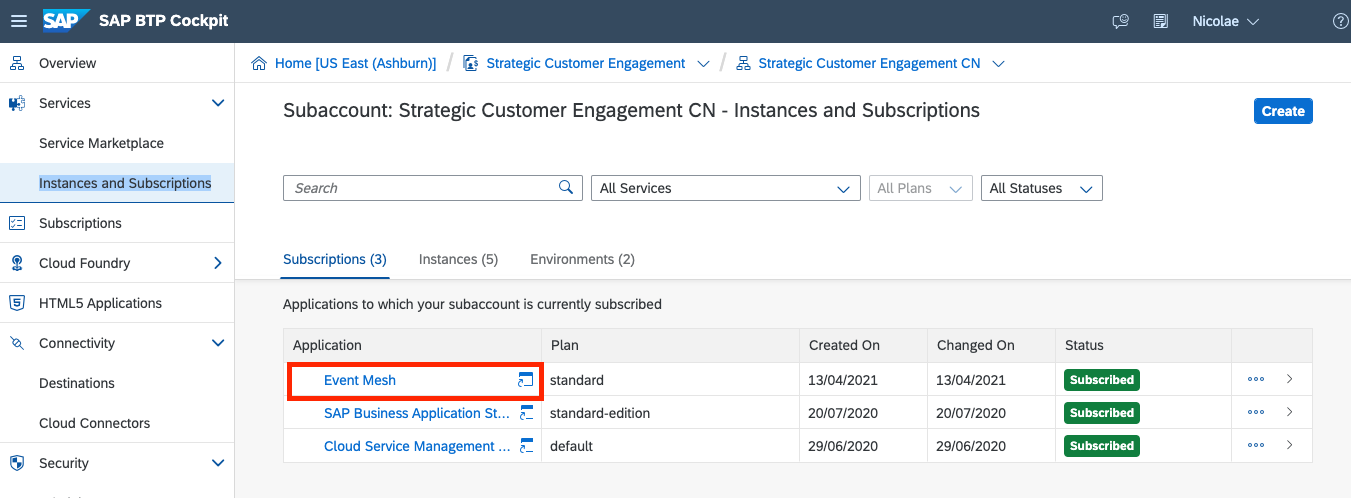 SAP SAP BTP Cockpit Nicolae
Overview
Services
Service Marketplace
Instances and Subscriptions
Subscriptions
Cloud Foundry
HTML5 Applications
Connectivity
Destinations
Cloud Connectors
Security
Home [US East (Ashburn)] / Strategic Customer Engagement / Strategic Customer Engagement CN
Subaccount: Strategic Customer Engagement CN - Instances and Subscriptions
Create
Search All Services All Plans All Statuses
Subscriptions (3) Instances (5) Environments (2)
Applications to which your subaccount is currently subscribed
Application Plan Created On Changed On Status
Event Mesh standard 13/04/2021 13/04/2021 Subscribed
SAP Business Application St... standard-edition 20/07/2020 20/07/2020 Subscribed
Cloud Service Management ... default 29/06/2020 29/06/2020 Subscribed